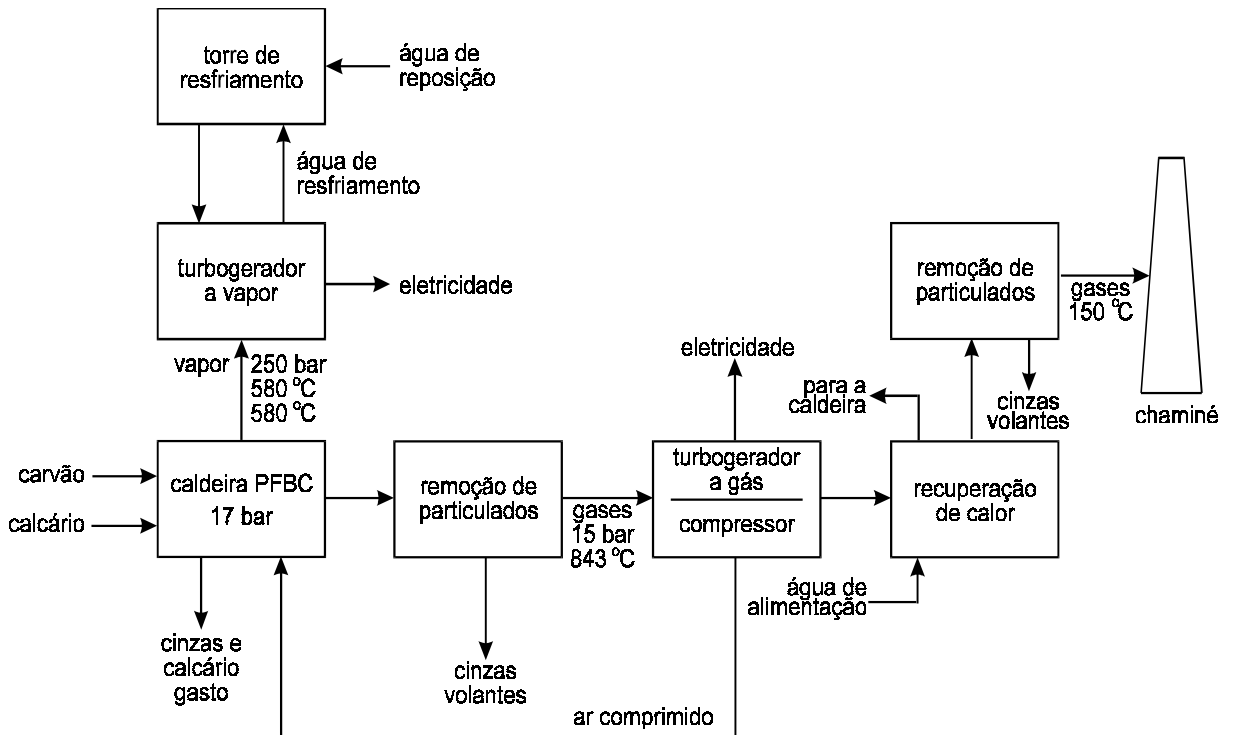 torre de
resfriamento
água de
reposição
água de
resfriamento
turbogerador
a vapor
eletricidade
remoção de
particulados
gases
150 °C
vapor
250 bar
580 °C
580 °C
eletricidade
para a
caldeira
cinzas
volantes
chaminé
carvão
calcário
caldeira PFBC
17 bar
remoção de
particulados
gases
15 bar
843 °C
turbogerador
a gás
compressor
recuperação
de calor
água de
alimentação
cinzas e
calcário
gasto
cinzas
volantes
ar comprimido